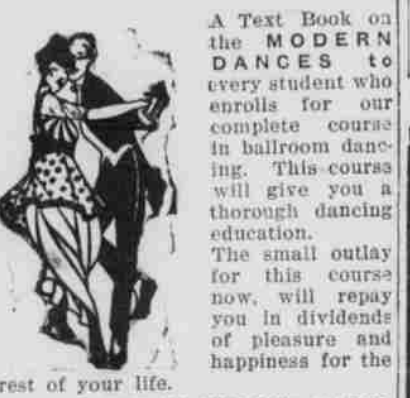 A Text Book on
the MODERN
DANCES to
every student who
enrolls for our
complete course
in ballroom danc-
ing. This course
will give you a
thorough dancing
education.
The small outlay
for this course
now, will repay
you in dividends
of pleasure and
happiness for the
rest of your life.